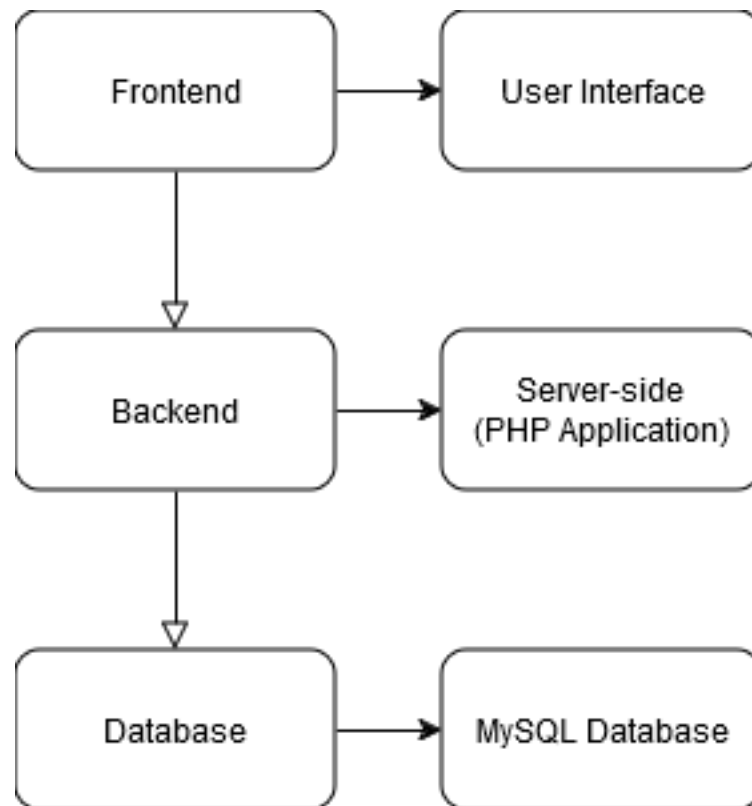 Frontend
User Interface
Backend
Server-side
(PHP Application)
Database
MySQL Database